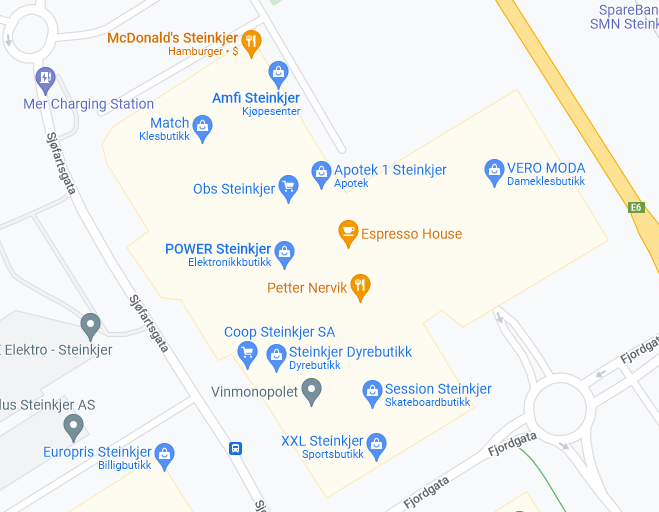 SpareBan
SMN Steink
McDonald's Steinkjer
Hamburger • $
Mer Charging Station
Amfi Steinkjer
Kjøpesenter
Match
Klesbutikk
Sjøfartsgata
Apotek 1 Steinkjer
Apotek
VERO MODA
Dameklesbutikk
Obs Steinkjer
E6
Espresso House
POWER Steinkjer
Elektronikkbutikk
Petter Nervik
Sjøfartsgata
Coop Steinkjer SA
E Elektro - Steinkjer
Steinkjer Dyrebutikk
Dyrebutikk
Fjordgata
Vinmonopolet
Session Steinkjer
Skateboardbutikk
lus Steinkjer AS
XXL Steinkjer
Sportsbutikk
Europris Steinkjer
Billigbutikk
Fjordgata
Fjordgata
Sjø